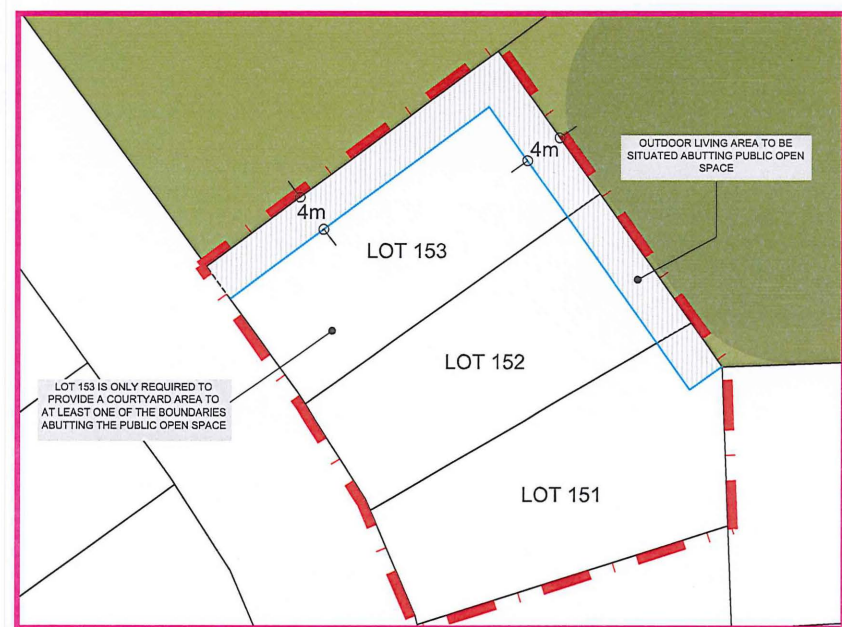 4m
OUTDOOR LIVING AREA TO BE
SITUATED ABUTTING PUBLIC OPEN
SPACE
4m
LOT 153
LOT 152
LOT 153 IS ONLY REQUIRED TO
PROVIDE A COURTYARD AREA TO
AT LEAST ONE OF THE BOUNDARIES
ABUTTING THE PUBLIC OPEN SPACE
LOT 151